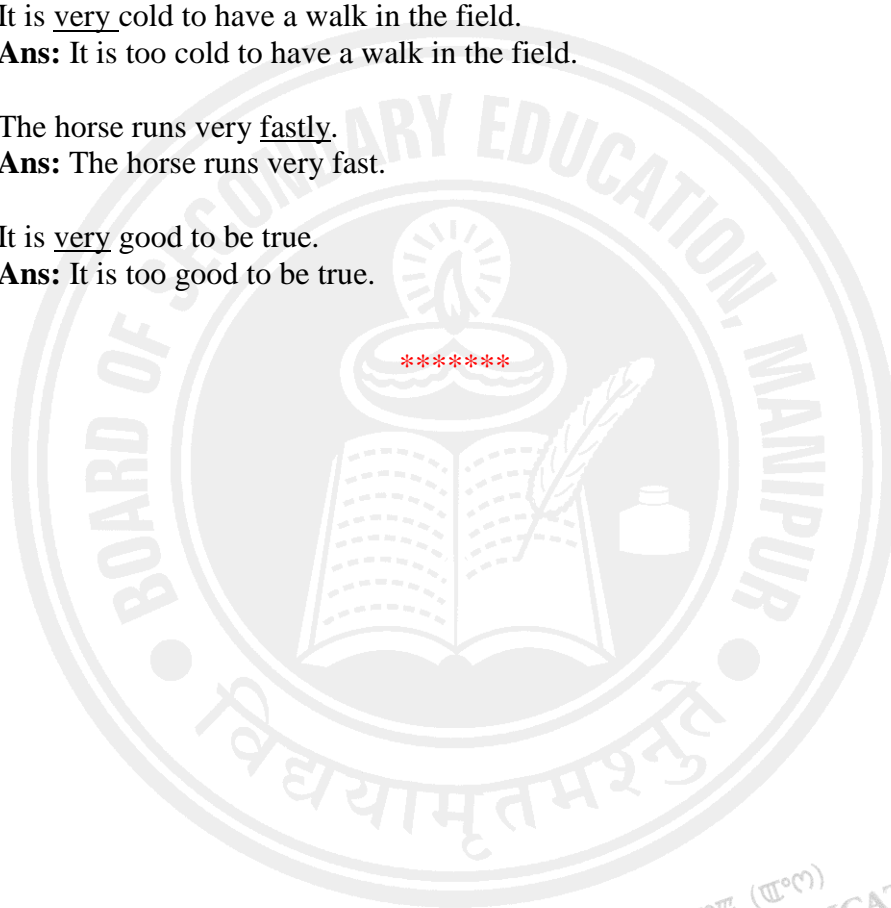 It is very cold to have a walk in the field.
Ans: It is too cold to have a walk in the field.
The horse runs very fastly.
Ans: The horse runs very fast.
It is very good to be true.
Ans: It is too good to be true.
*******
BOARD OF SECONDARY EDUCATION, MANIPUR
विद्ययामृतमश्नुते